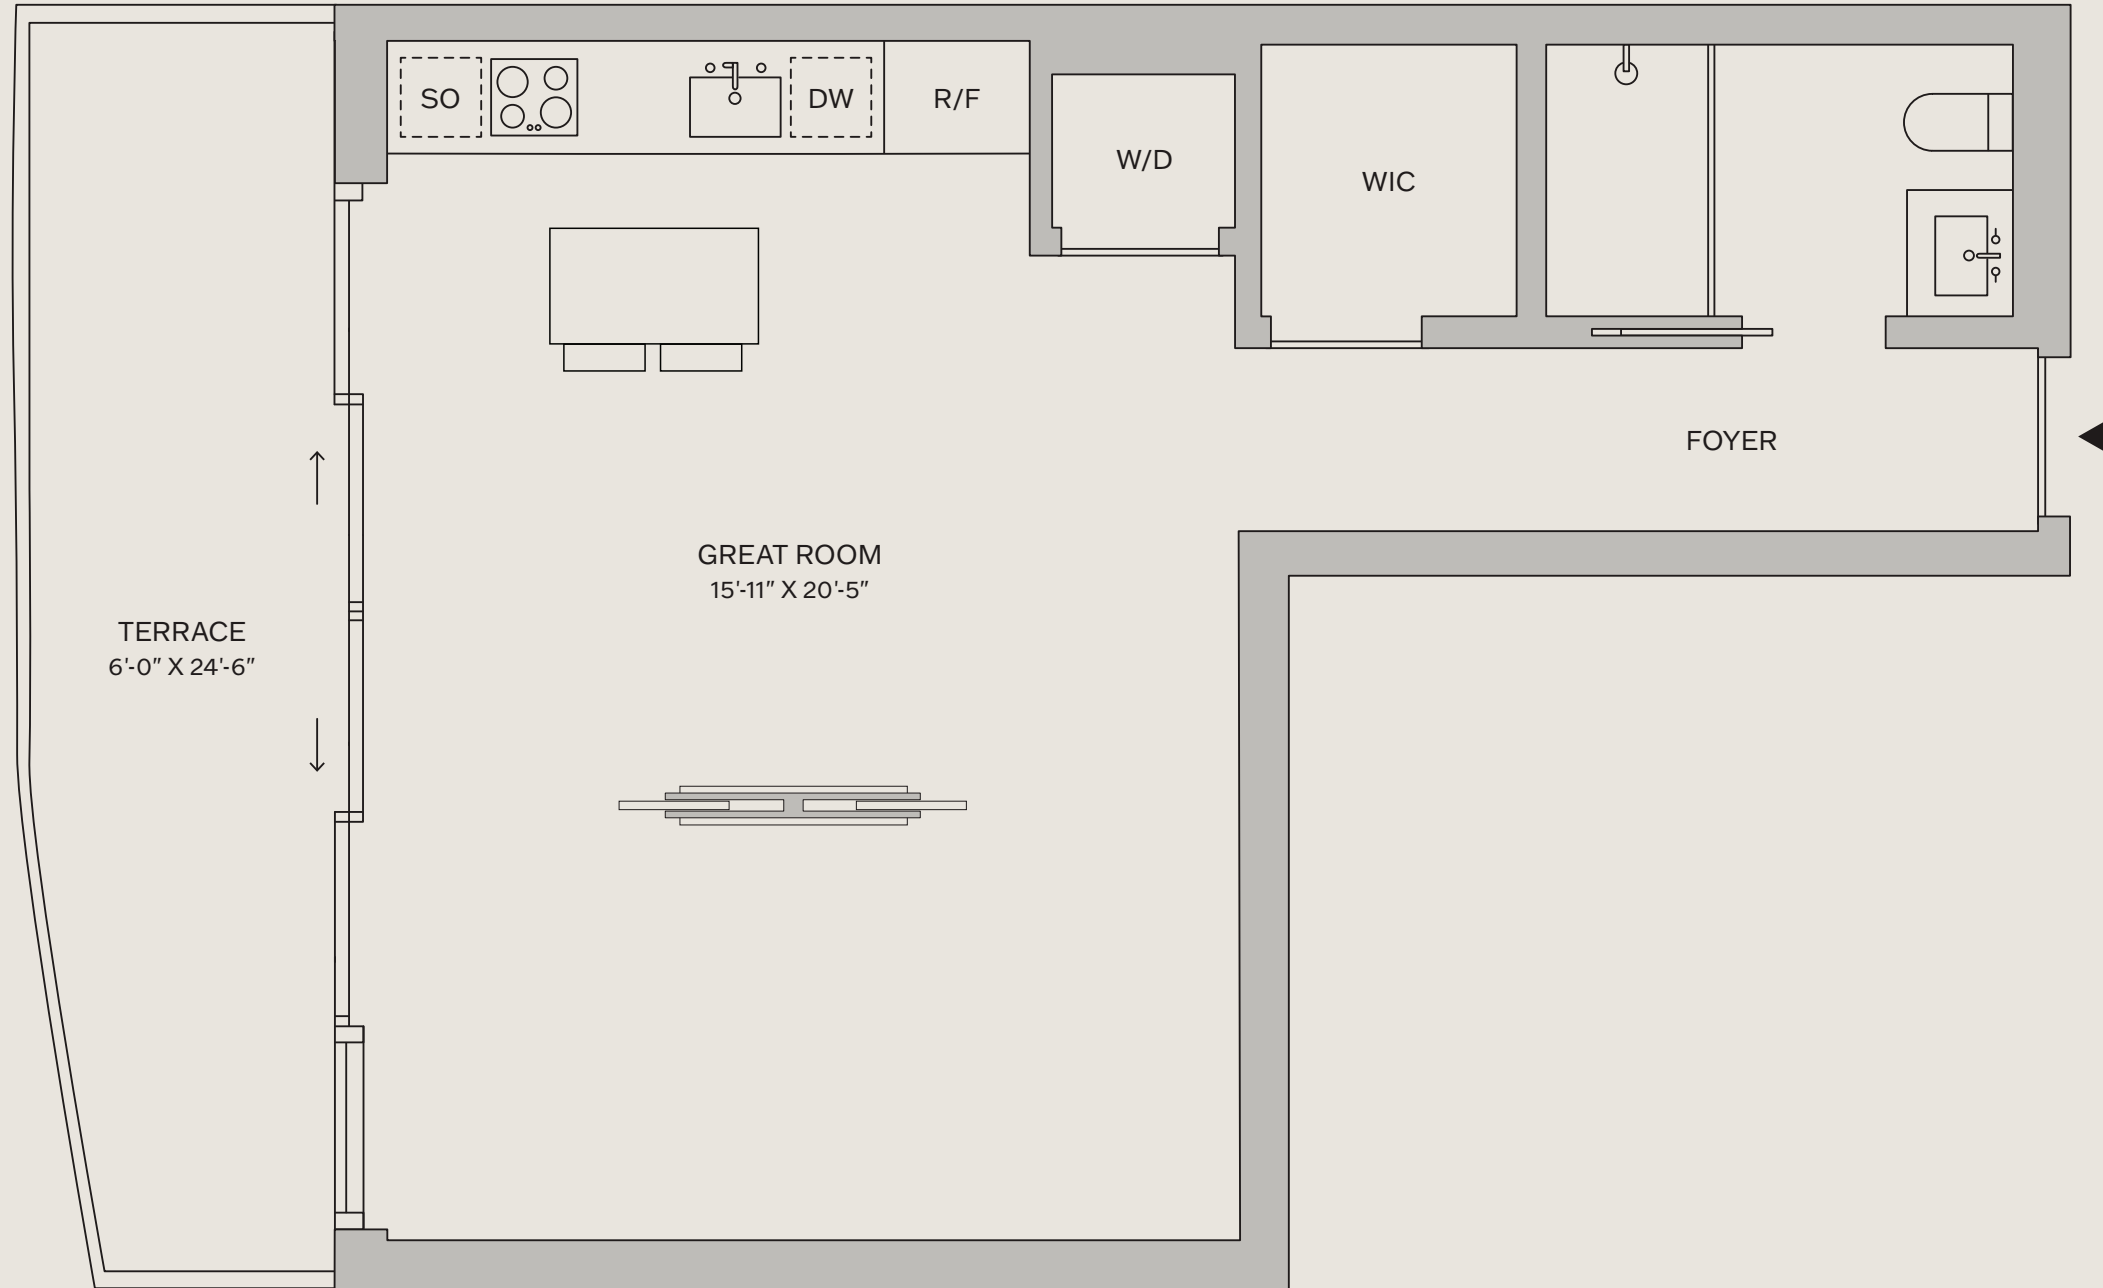 SO
DW
R/F
W/D
WIC
FOYER
GREAT ROOM
15'-11" X 20'-5"
TERRACE
6'-0" X 24'-6"